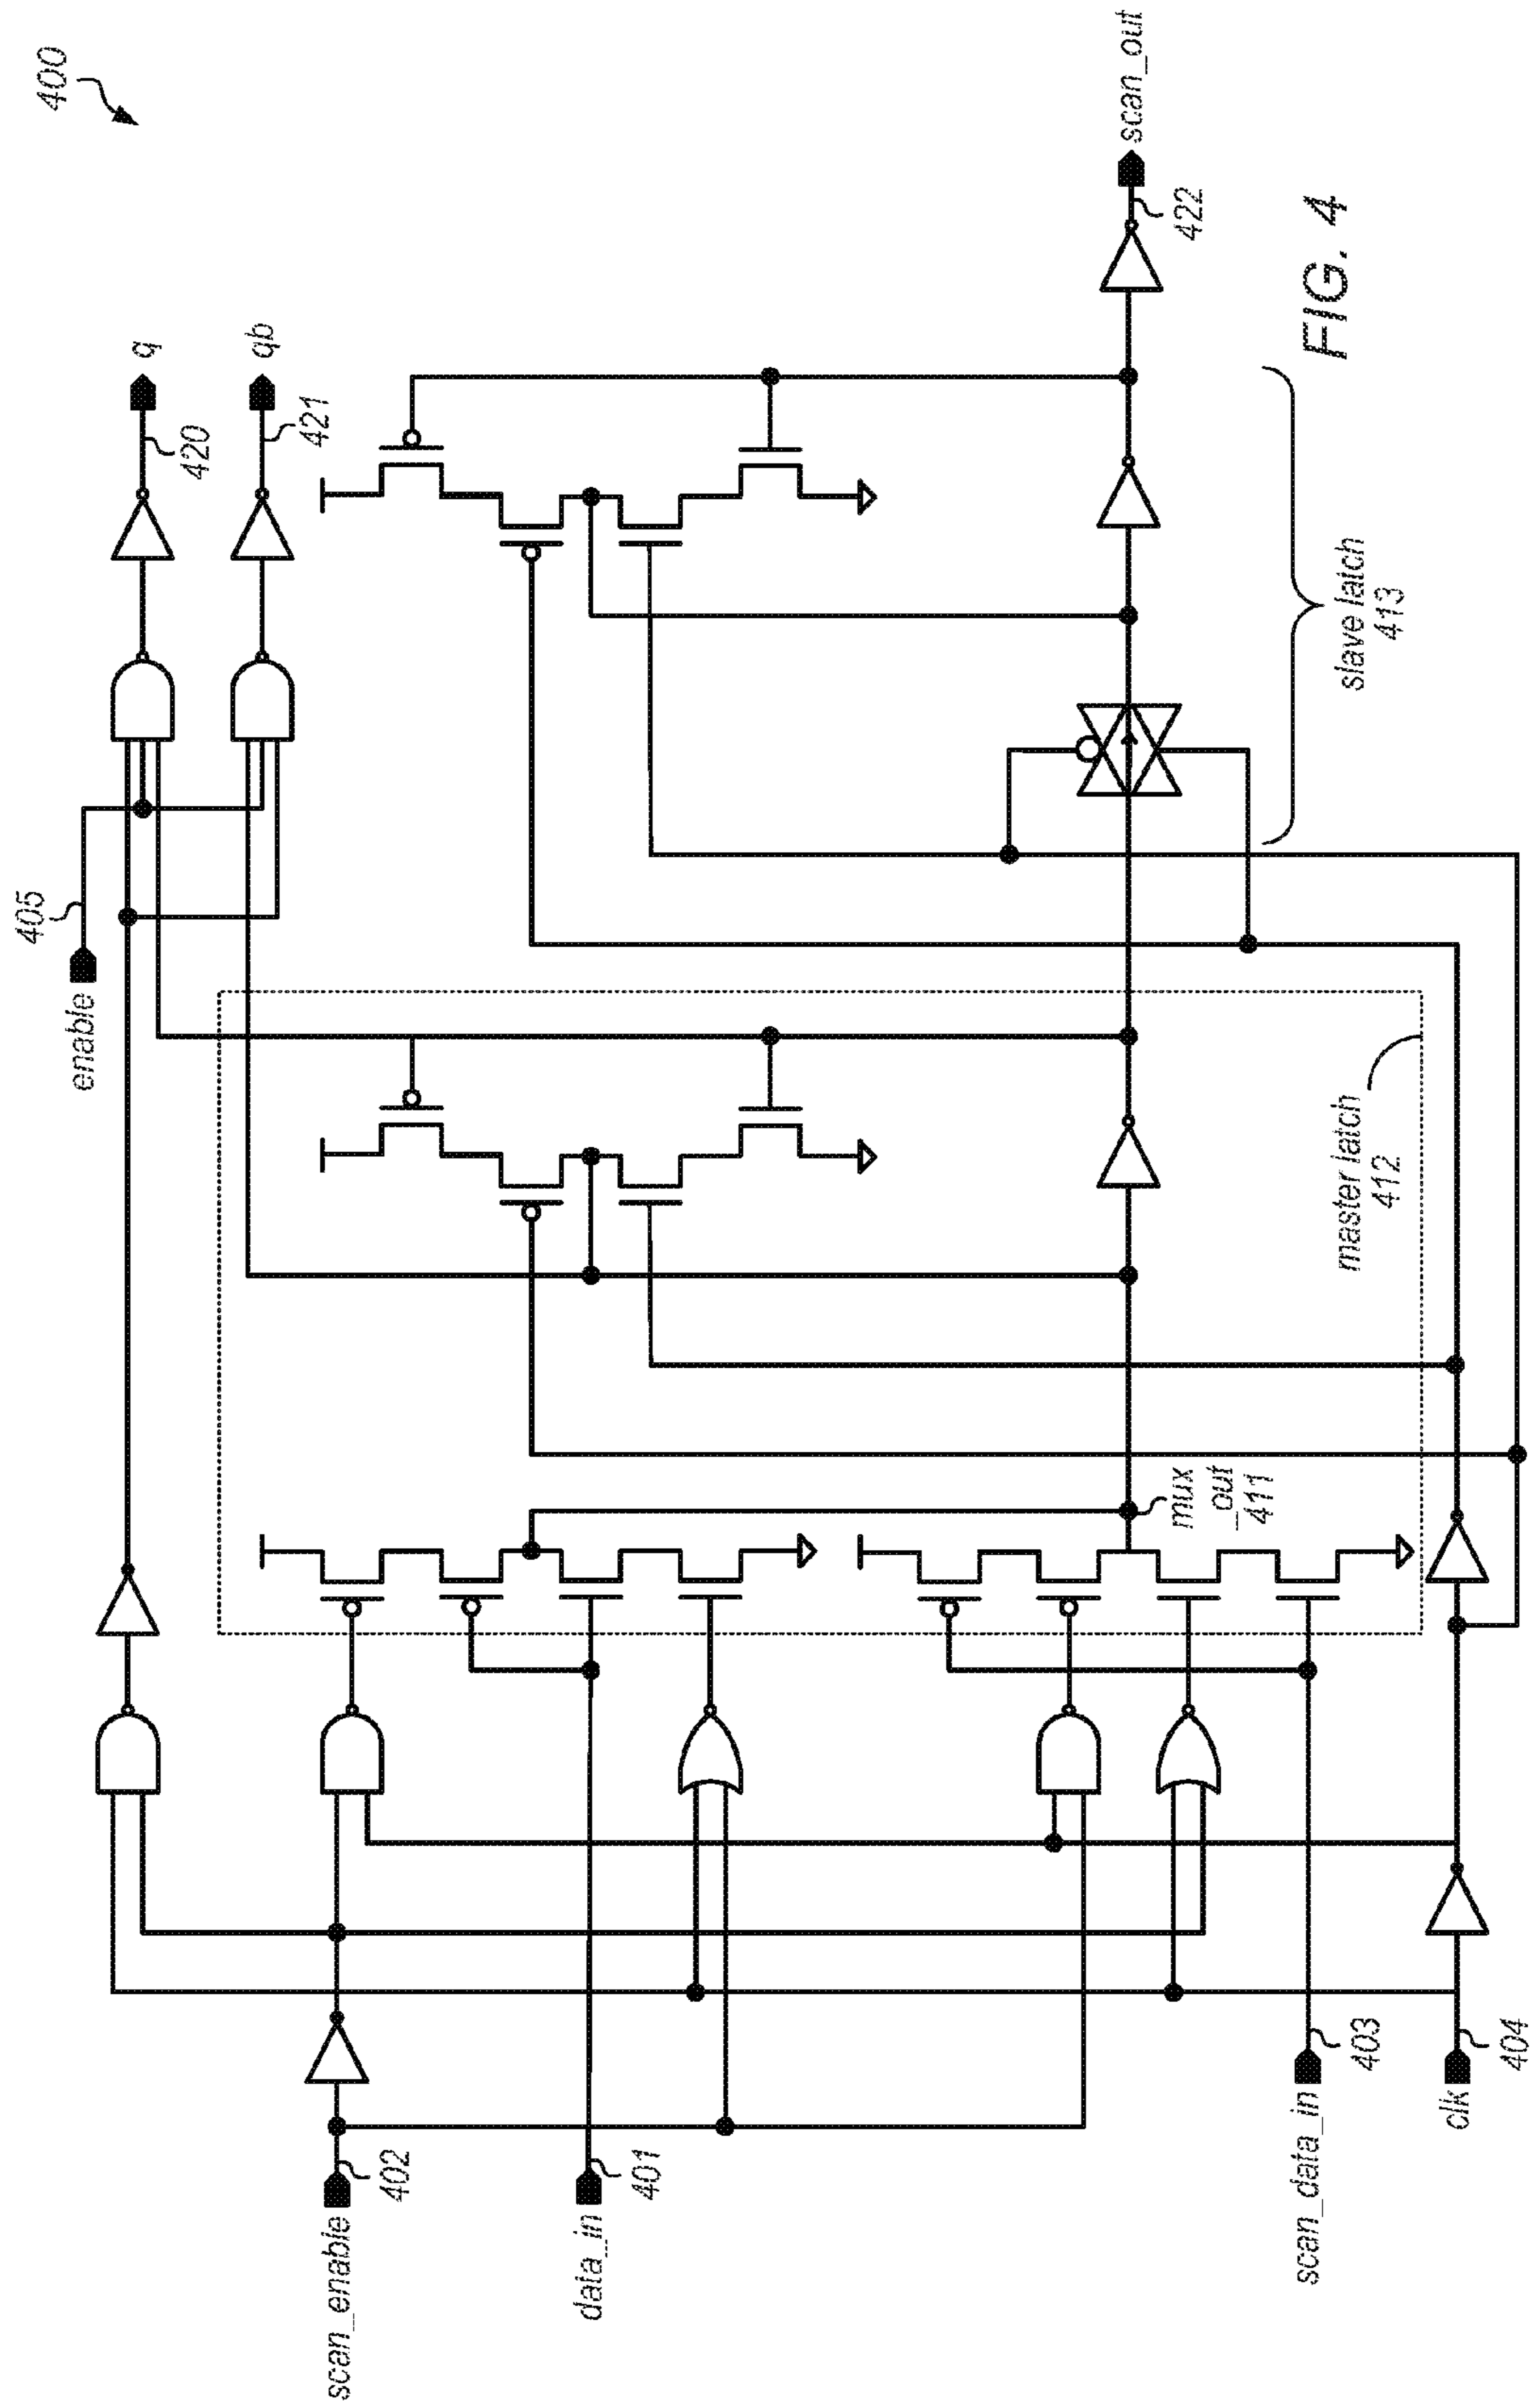 400
scan_enable
402
data_in
401
scan_data_in
403
clk
404
enable
405
mux
_out
411
master latch
412
slave latch
413
q
420
qb
421
scan_out
422
FIG. 4